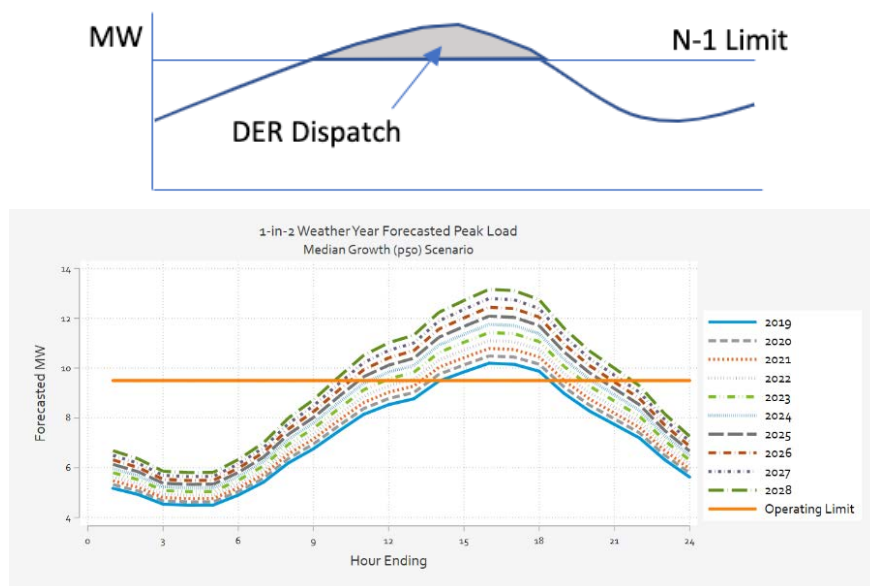 MW
N-1 Limit
DER Dispatch
1-in-2 Weather Year Forecasted Peak Load
Median Growth (p50) Scenario
Forecasted MW
14
12
10
8
6
4
0 3 6 9 12 15 18 21 24
Hour Ending
2019
2020
2021
2022
2023
2024
2025
2026
2027
2028
Operating Limit